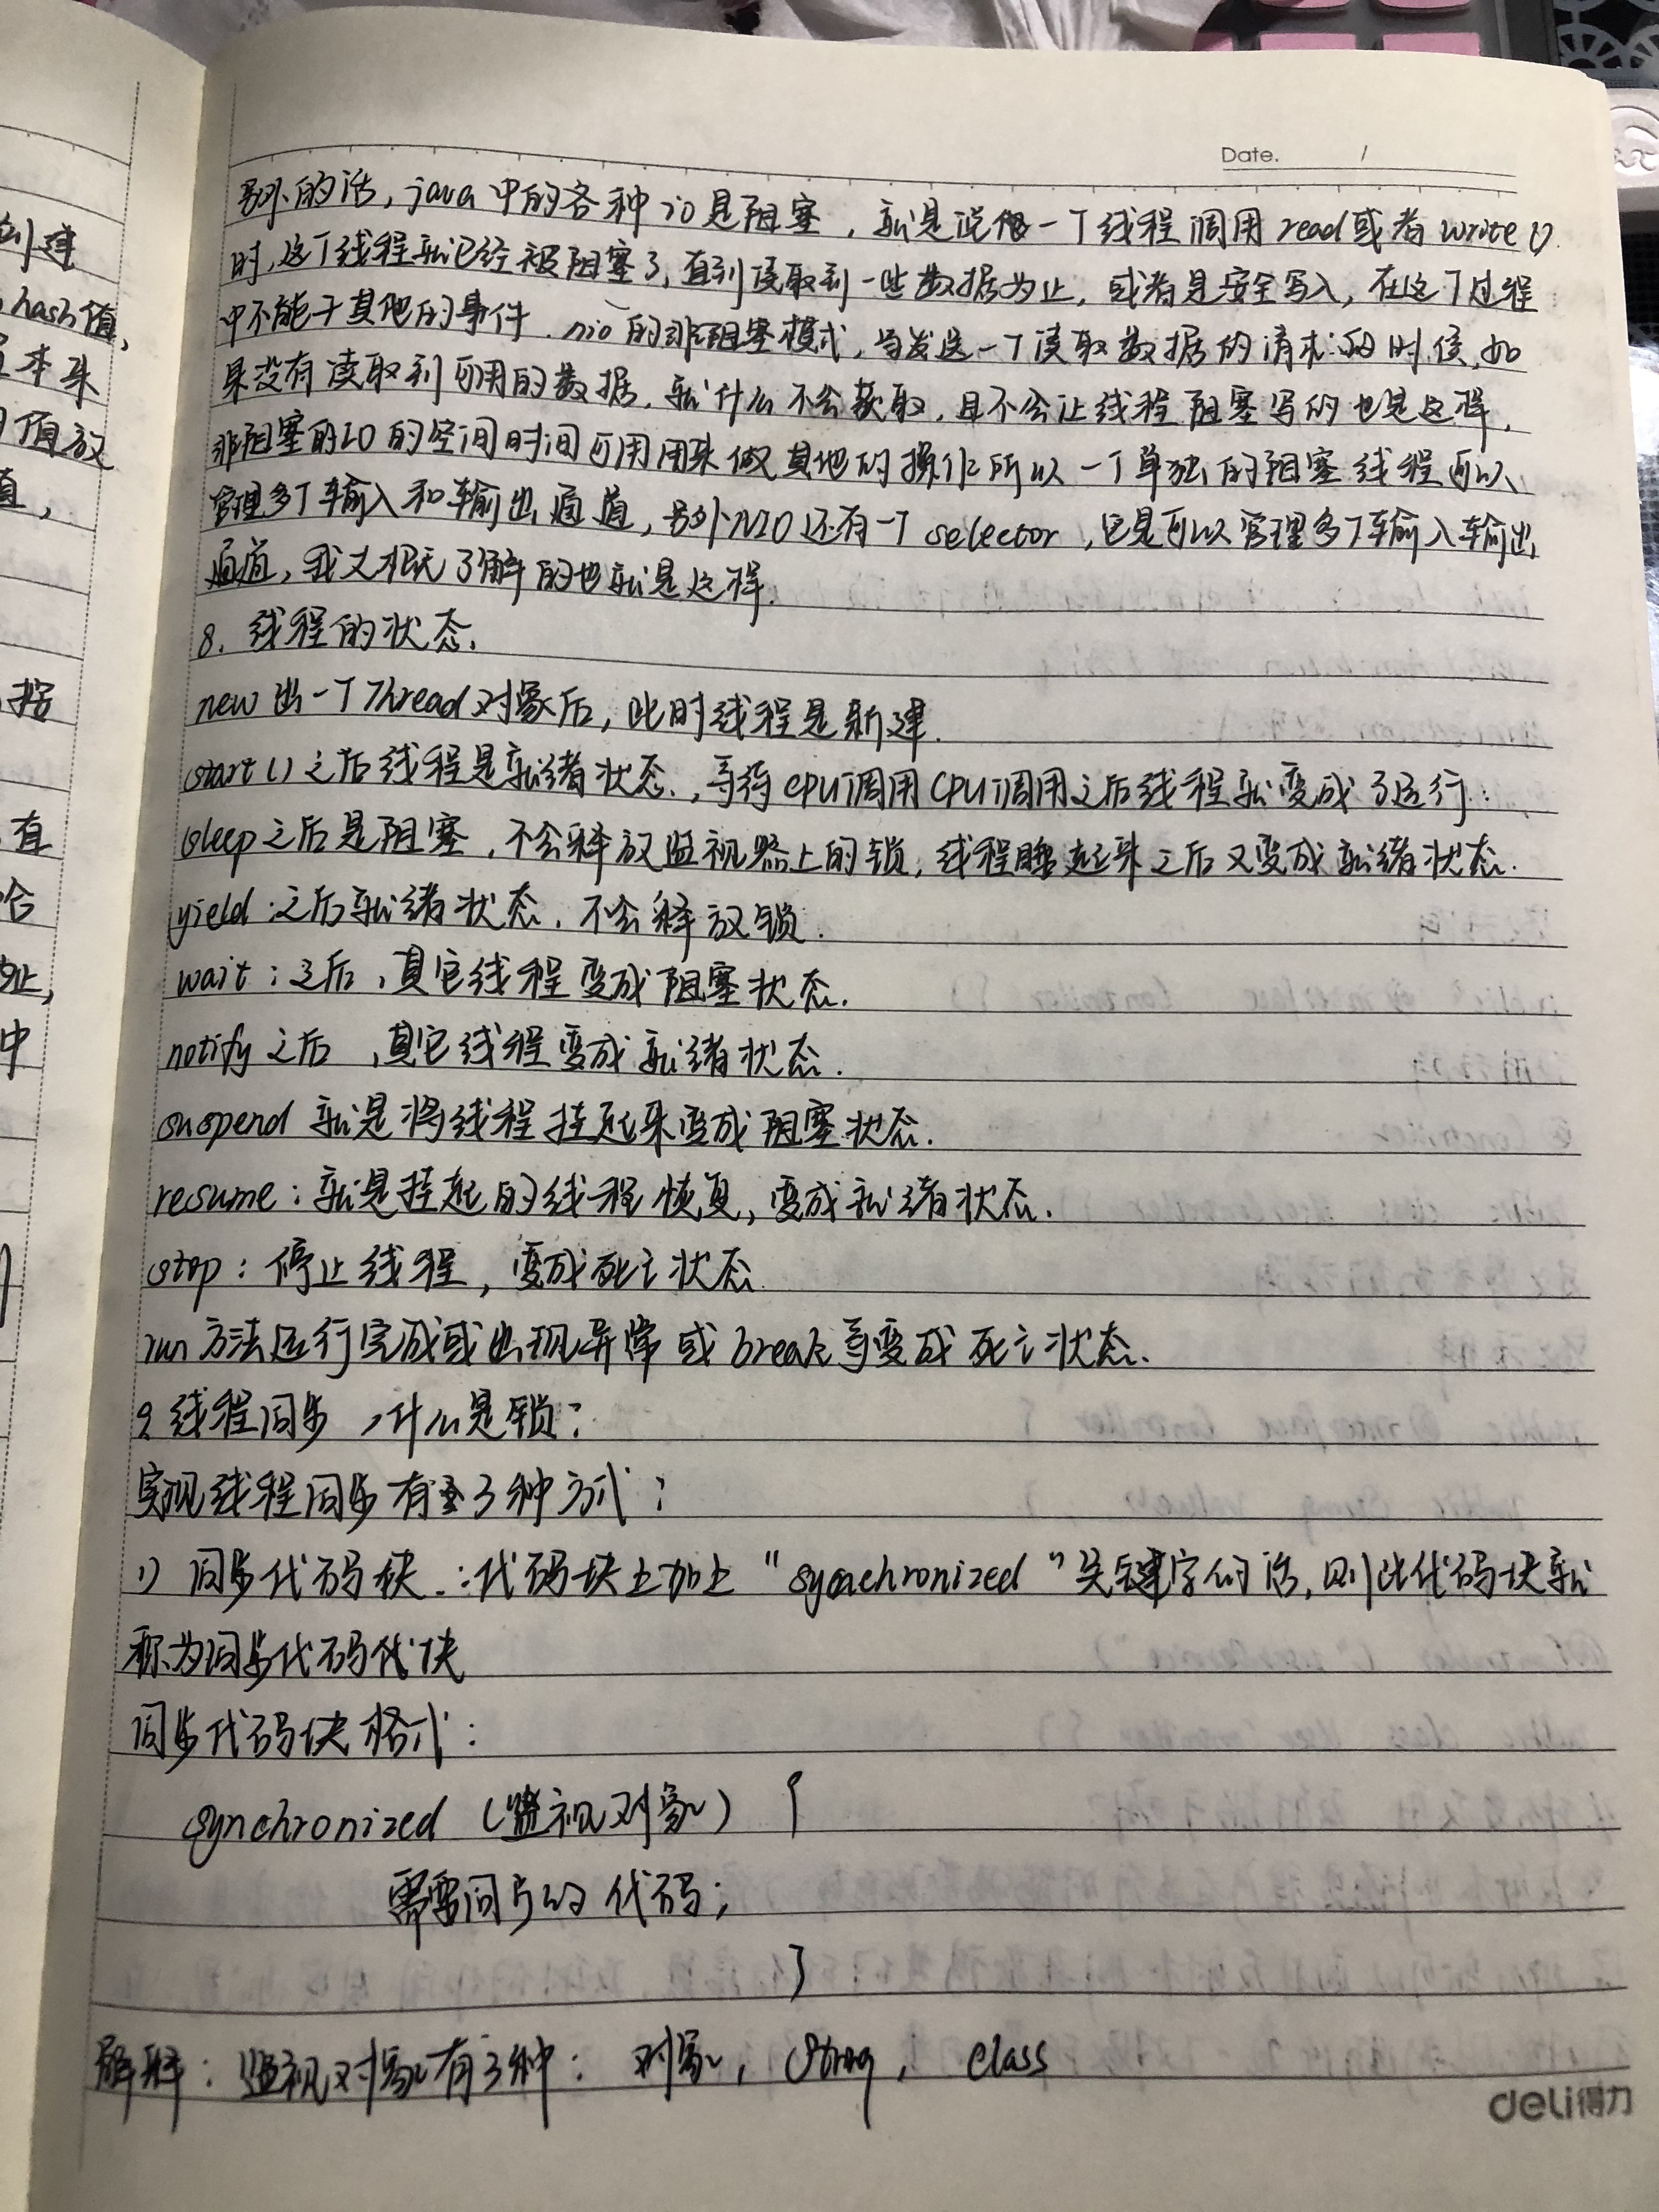 Date. /
另外的话,java中的各种io是阻塞,就是说一个线程调用read或者write()
时,这个线程就已经被阻塞了,直到读取到一些数据为止,或者是安全写入,在这个过程
中不能干其他的事件.nio的非阻塞模式,当发送一个读取数据的请求的时侯,如
果没有读取到可用的数据,就什么不会获取,且不会让线程阻塞写的也是这样,
非阻塞的IO的空间时间可用用来做其他的操作所以一个单独的阻塞线程可以
管理多个输入和输出通道,另外NIO还有一个selector,它是可以管理多个输入输出
通道,我大概了解的也就是这样.
8.线程的状态.
new出一个Thread对象后,此时线程是新建.
start()之后线程是就绪状态.,等待CPU调用CPU调用之后线程就变成了运行;
sleep之后是阻塞,不会释放监视器上的锁,线程睡起来之后又变成就绪状态.
yield:之后就绪状态,不会释放锁.
wait:之后,其它线程变成阻塞状态.
notify之后,其它线程变成就绪状态.
suspend 就是将线程挂起来变成阻塞状态.
resume:就是挂起的线程恢复,变成就绪状态.
stop:停止线程,变成死亡状态
run方法运行完成或出现异常或break等变成死亡状态.
9.线程同步,什么是锁?
实现线程同步有3种方式:
1)同步代码块.:代码块上加上"synchronized"关键字的话,则此代码块就
称为同步代码代块
同步代码块格式:
synchronized(监视对象) {
需要同步的代码;
}
解释:监视对象有3种:对象,String,class
deli得力
创建
hash值,
本来
值放
值,
按
有
哈
址,
中